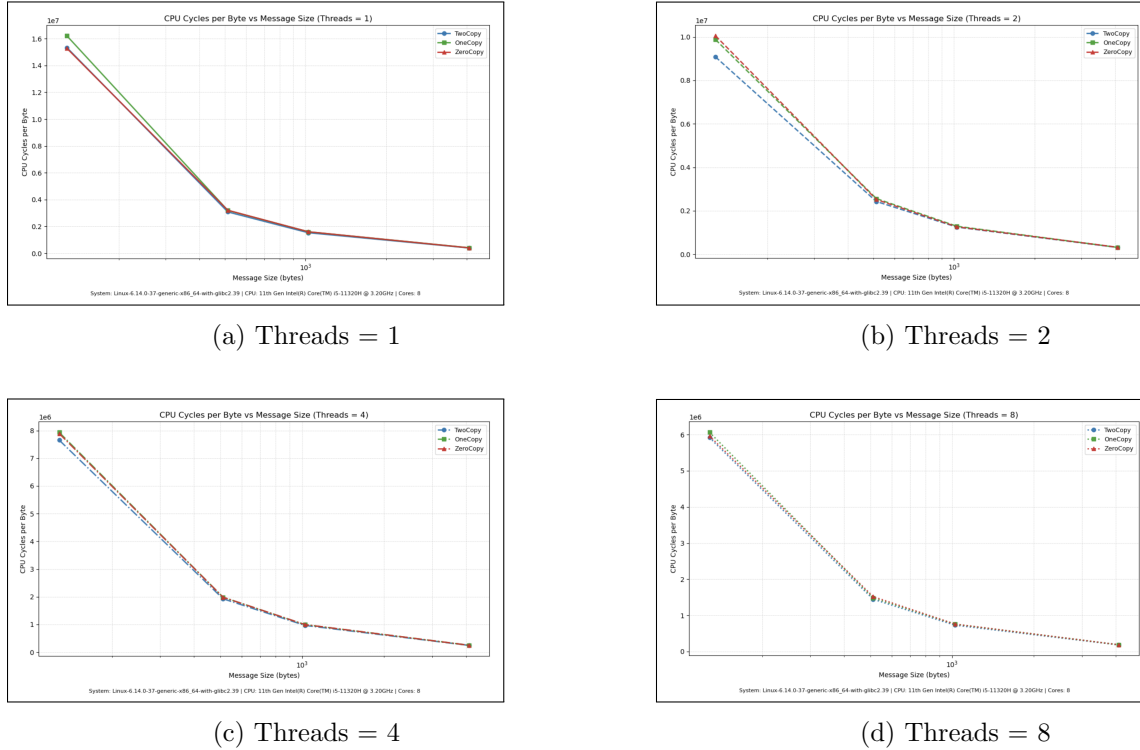 CPU Cycles per Byte vs Message Size (Threads = 1)
1e7
1.6
1.4
1.2
1.0
0.8
0.6
0.4
0.2
0.0
CPU Cycles per Byte
TwoCopy
OneCopy
ZeroCopy
10³
Message Size (bytes)
System: Linux-6.14.0-37-generic-x86_64-with-glibc2.39 | CPU: 11th Gen Intel(R) Core(TM) i5-11320H @ 3.20GHz | Cores: 8
(a) Threads = 1
CPU Cycles per Byte vs Message Size (Threads = 2)
1e7
1.0
0.8
0.6
0.4
0.2
0.0
CPU Cycles per Byte
TwoCopy
OneCopy
ZeroCopy
10³
Message Size (bytes)
System: Linux-6.14.0-37-generic-x86_64-with-glibc2.39 | CPU: 11th Gen Intel(R) Core(TM) i5-11320H @ 3.20GHz | Cores: 8
(b) Threads = 2
CPU Cycles per Byte vs Message Size (Threads = 4)
1e6
8
7
6
5
4
3
2
1
0
CPU Cycles per Byte
TwoCopy
OneCopy
ZeroCopy
10³
Message Size (bytes)
System: Linux-6.14.0-37-generic-x86_64-with-glibc2.39 | CPU: 11th Gen Intel(R) Core(TM) i5-11320H @ 3.20GHz | Cores: 8
(c) Threads = 4
CPU Cycles per Byte vs Message Size (Threads = 8)
1e6
6
5
4
3
2
1
0
CPU Cycles per Byte
TwoCopy
OneCopy
ZeroCopy
10³
Message Size (bytes)
System: Linux-6.14.0-37-generic-x86_64-with-glibc2.39 | CPU: 11th Gen Intel(R) Core(TM) i5-11320H @ 3.20GHz | Cores: 8
(d) Threads = 8